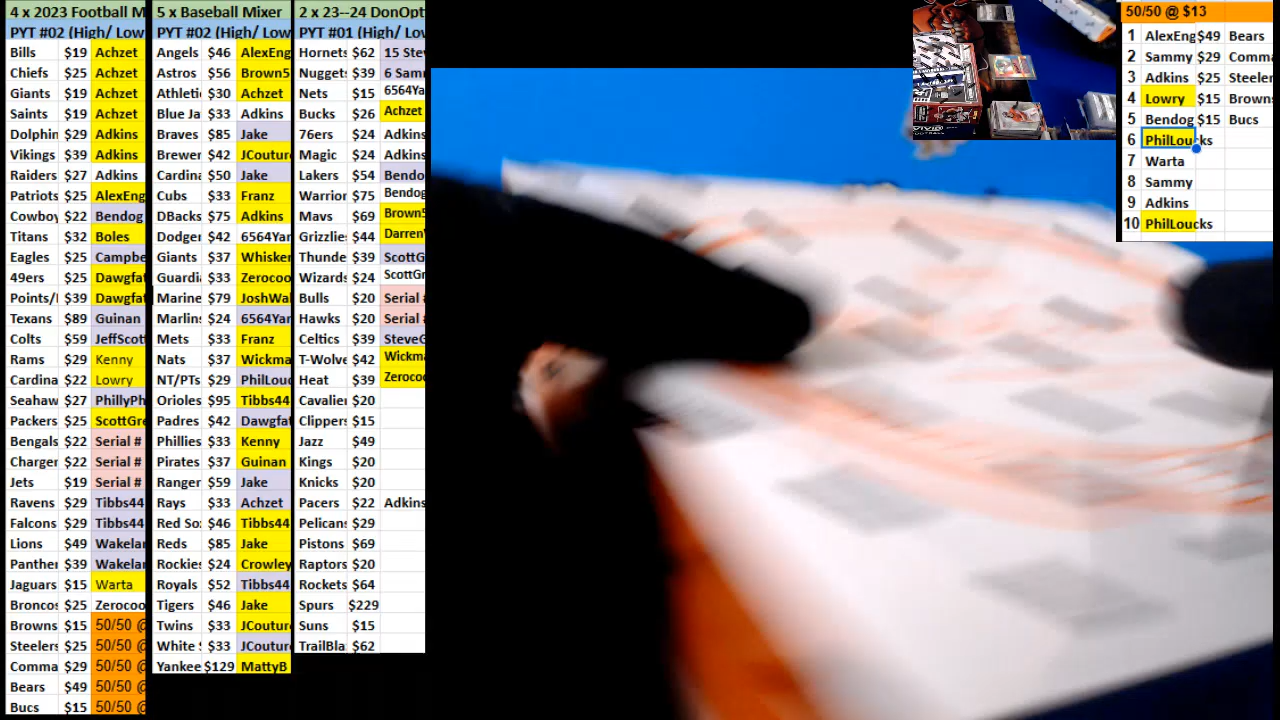 4 x 2023 Football M
PYT #02 (High/ Low
Bills $19 Achzet
Chiefs $25 Achzet
Giants $19 Achzet
Saints $19 Achzet
Dolphin $29 Adkins
Vikings $39 Adkins
Raiders $27 Adkins
Patriots $25 AlexEng
Cowboy $22 Bendog
Titans $32 Boles
Eagles $25 Campbe
49ers $25 Dawgfat
Points/ $39 Dawgfat
Texans $89 Guinan
Colts $59 JeffScott
Rams $29 Kenny
Cardina $22 Lowry
Seahaw $27 PhillyPh
Packers $25 ScottGre
Bengals $22 Serial #
Charger $22 Serial #
Jets $19 Serial #
Ravens $29 Tibbs44
Falcons $29 Tibbs44
Lions $49 Wakelan
Panther $39 Wakelan
Jaguars $15 Warta
Broncos $25 Zerocoo
Browns $15 50/50 @
Steelers $25 50/50 @
Comma $29 50/50 @
Bears $49 50/50 @
Bucs $15 50/50 @
5 x Baseball Mixer
PYT #02 (High/ Low
Angels $46 AlexEng
Astros $56 Brown5
Athleti $30 Achzet
Blue Ja $33 Adkins
Braves $85 Jake
Brewer $42 JCouture
Cardina $50 Jake
Cubs $33 Franz
DBacks $75 Adkins
Dodger $42 6564Yar
Giants $37 Whisker
Guardi $33 Zerocoo
Marine $79 JoshWal
Marlins $24 6564Yar
Mets $33 Franz
Nats $37 Wickma
NT/PTs $29 PhilLouc
Orioles $95 Tibbs44
Padres $42 Dawgfat
Phillies $33 Kenny
Pirates $37 Guinan
Ranger $59 Jake
Rays $33 Achzet
Red So $46 Tibbs44
Reds $85 Jake
Rockies $24 Crowley
Royals $52 Tibbs44
Tigers $46 Jake
Twins $33 JCouture
White S $33 JCouture
Yankee $129 MattyB
2 x 23--24 DonOpt
PYT #01 (High/ Low
Hornets $62 15 Stev
Nuggets $39 6 Samm
Nets $15 6564Ya
Bucks $26 Achzet
76ers $24 Adkins
Magic $24 Adkins
Lakers $54 Bendo
Warrior $75 Bendog
Mavs $69 Brown5
Grizzlie $44 Darren
Thunde $39 ScottG
Wizards $24 ScottGr
Bulls $20 Serial #
Hawks $20 Serial #
Celtics $39 SteveG
T-Wolve $42 Wickm
Heat $39 Zerocoo
Cavalier $20
Clippers $15
Jazz $49
Kings $20
Knicks $20
Pacers $22 Adkins
Pelicans $29
Pistons $69
Raptors $20
Rockets $64
Spurs $229
Suns $15
TrailBla $62
50/50 @ $13
1 AlexEng $49 Bears
2 Sammy $29 Comma
3 Adkins $25 Steeler
4 Lowry $15 Brown
5 Bendog $15 Bucs
6 PhilLoucks
7 Warta
8 Sammy
9 Adkins
10 PhilLoucks